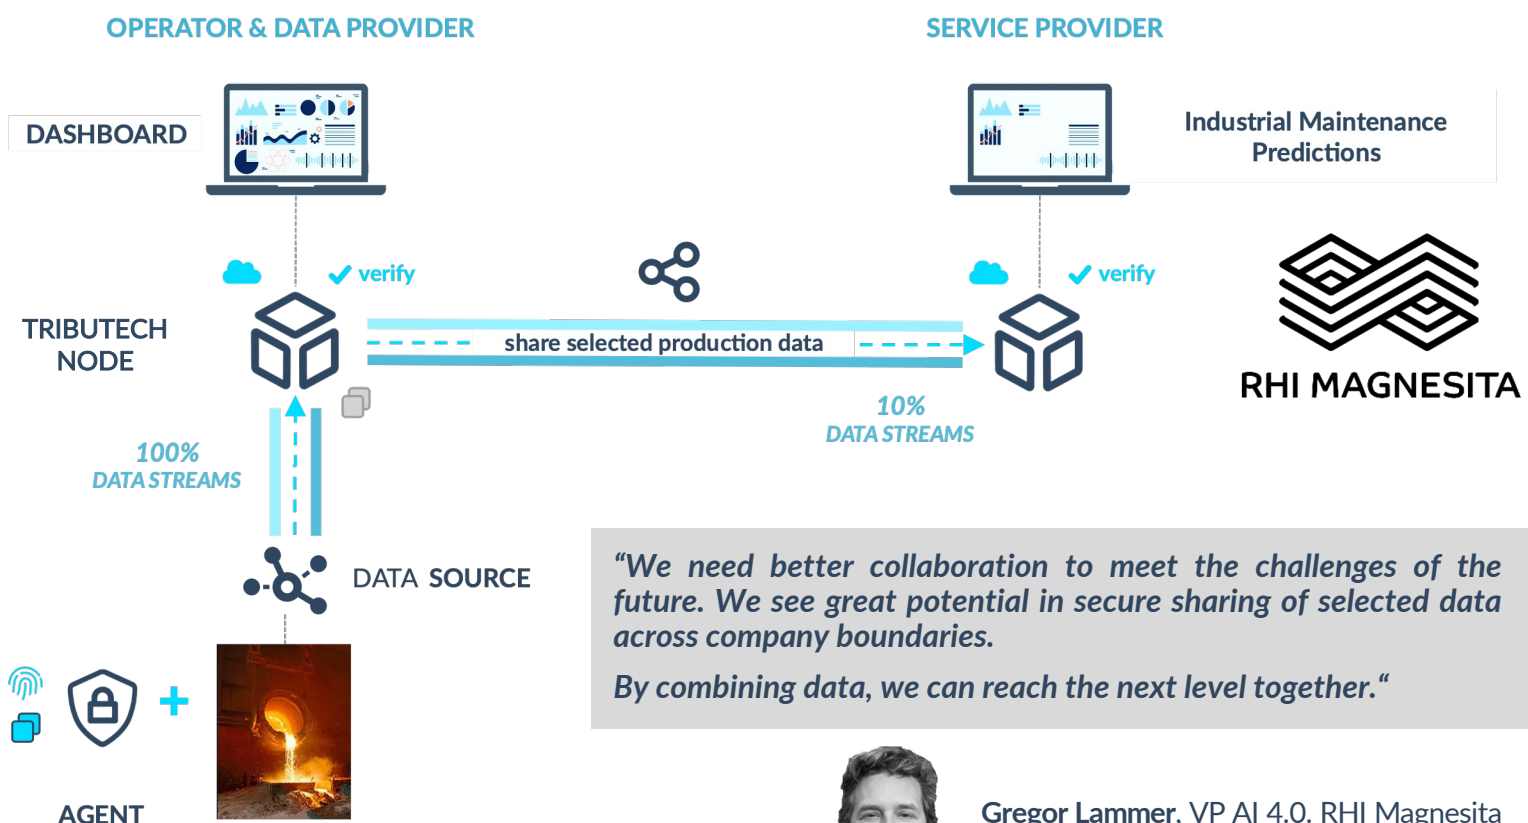 OPERATOR & DATA PROVIDER
SERVICE PROVIDER
DASHBOARD
Industrial Maintenance
Predictions
verify
verify
TRIBUTECH
NODE
share selected production data
RHI MAGNESITA
10%
DATA STREAMS
100%
DATA STREAMS
DATA SOURCE
“We need better collaboration to meet the challenges of the
future. We see great potential in secure sharing of selected data
across company boundaries.
By combining data, we can reach the next level together.“
AGENT
Gregor Lammer, VP AI 4.0, RHI Magnesita